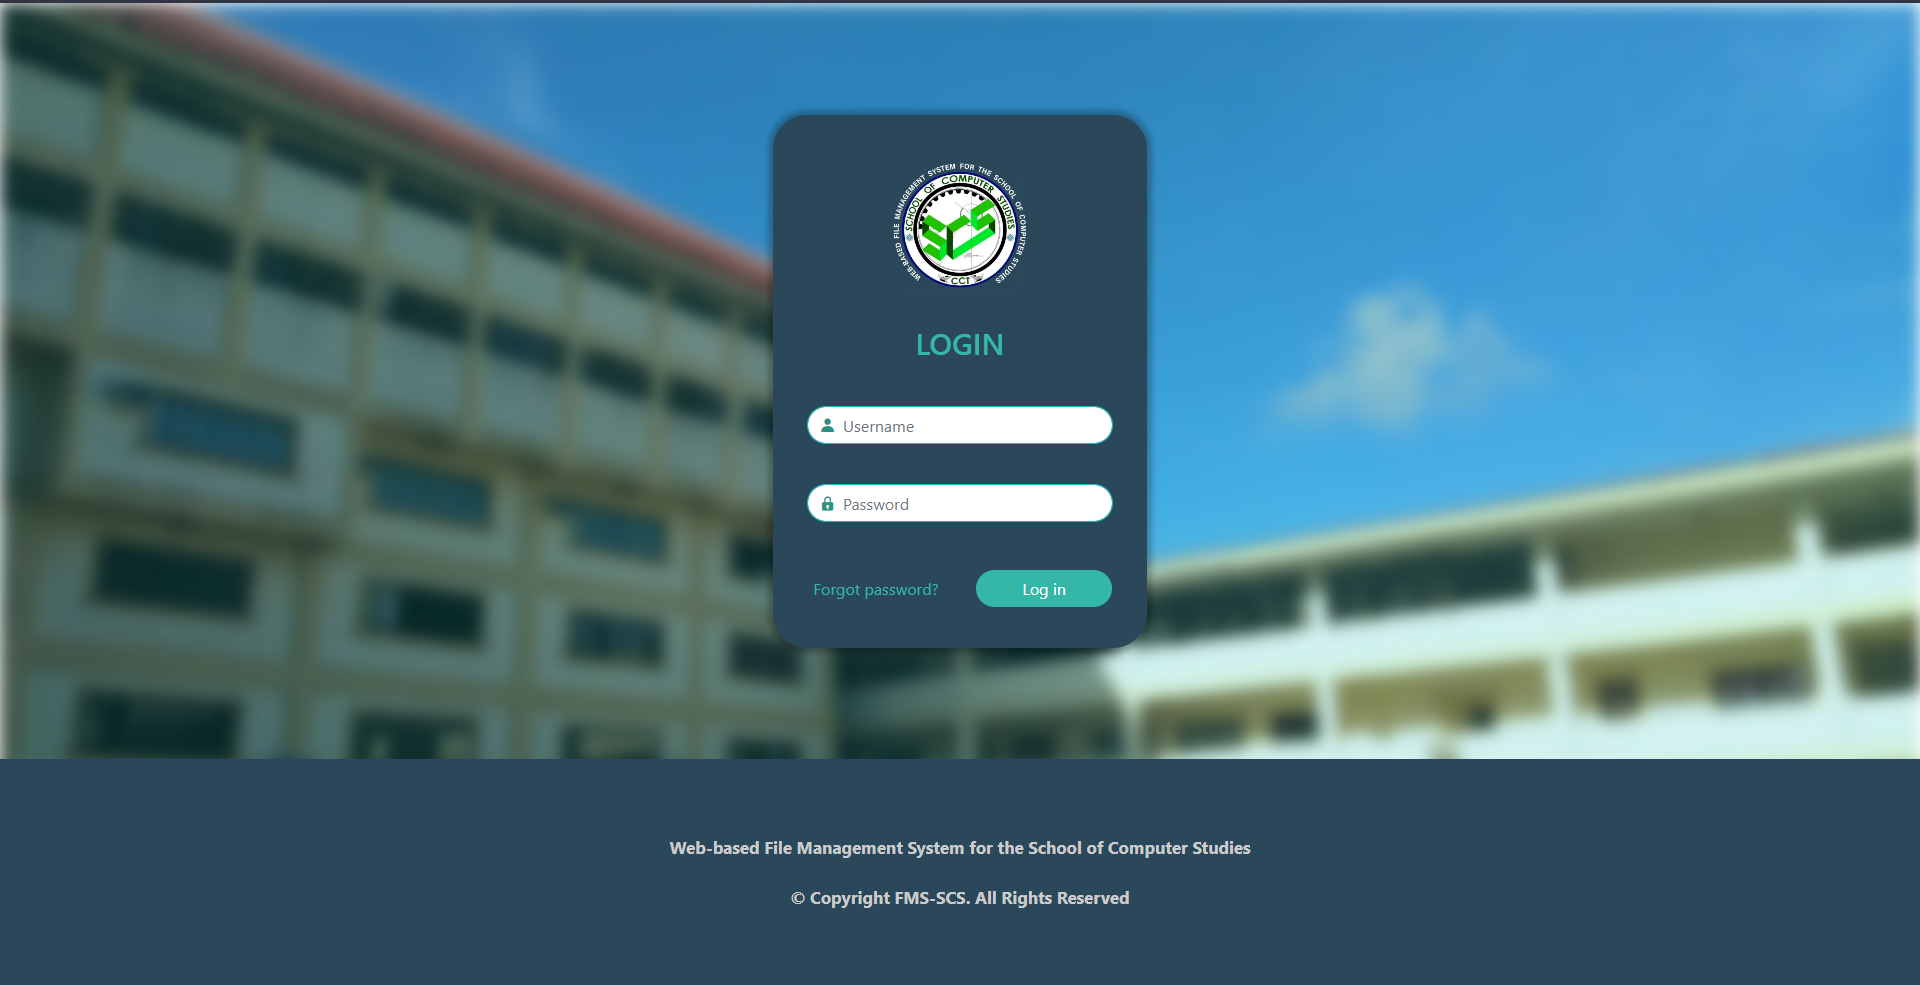 WEB-BASED FILE MANAGEMENT SYSTEM FOR THE SCHOOL OF COMPUTER STUDIES
SCHOOL OF COMPUTER STUDIES
SCS
CCT
LOGIN
Username
Password
Forgot password?
Log in
Web-based File Management System for the School of Computer Studies
© Copyright FMS-SCS. All Rights Reserved